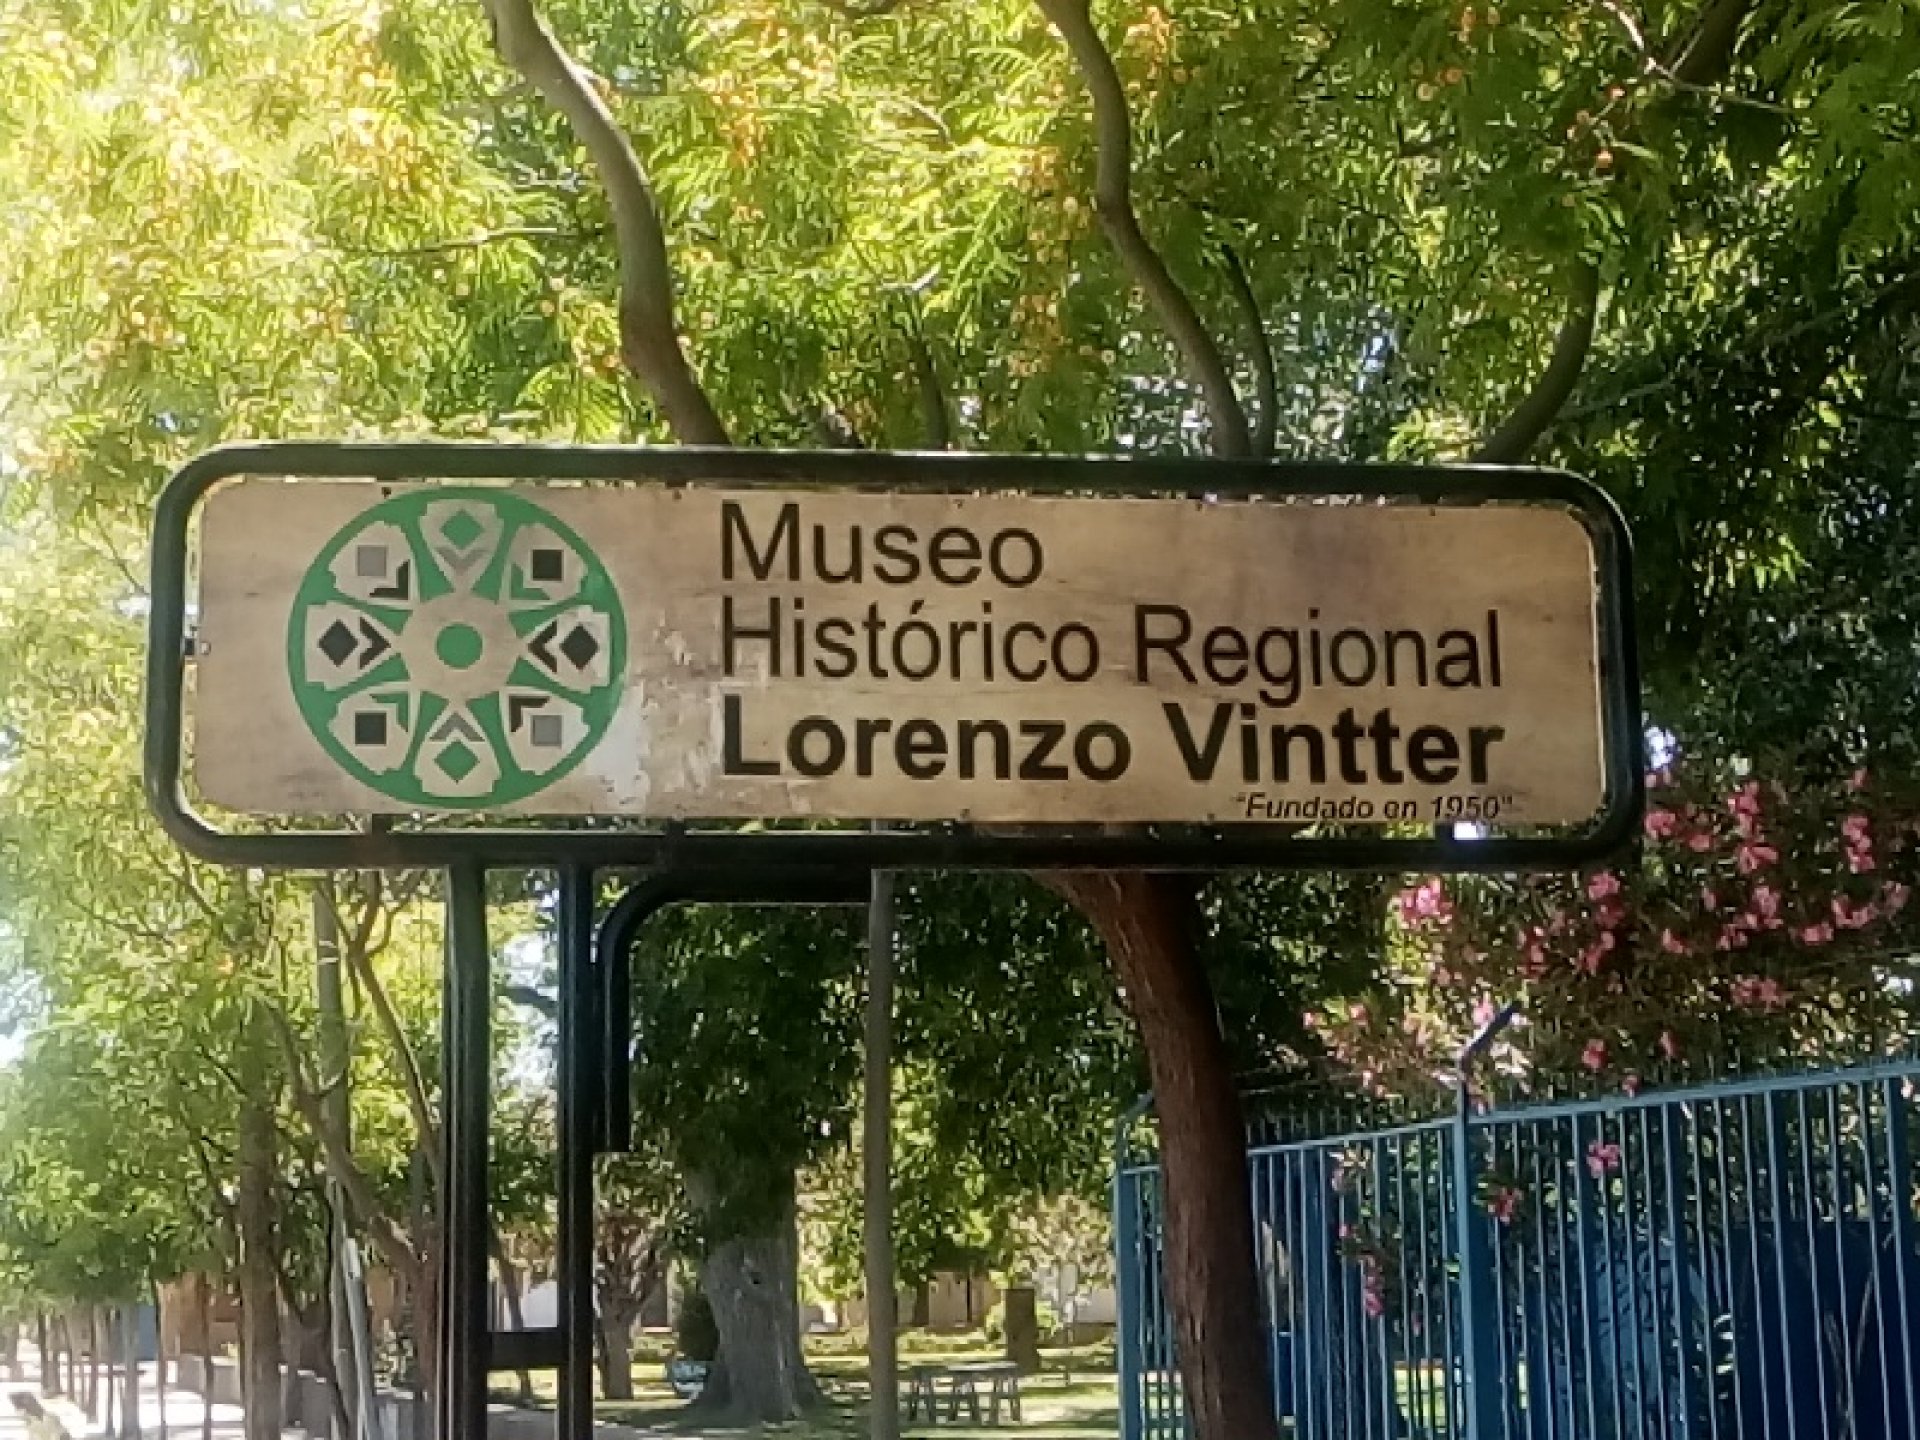 Museo
Histórico Regional
Lorenzo Vintter
"Fundado en 1950"